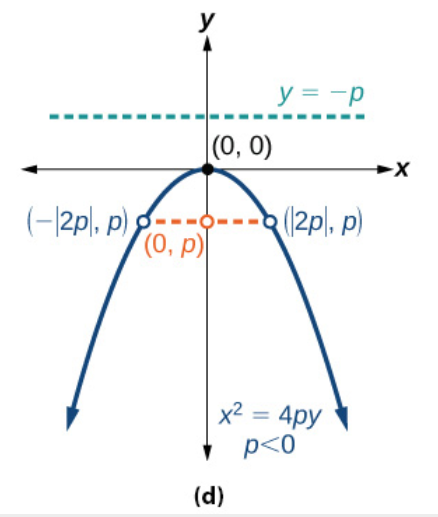 y
y = −p
(0, 0)
x
(−|2p|, p)
(|2p|, p)
(0, p)
x² = 4py
p<0
(d)